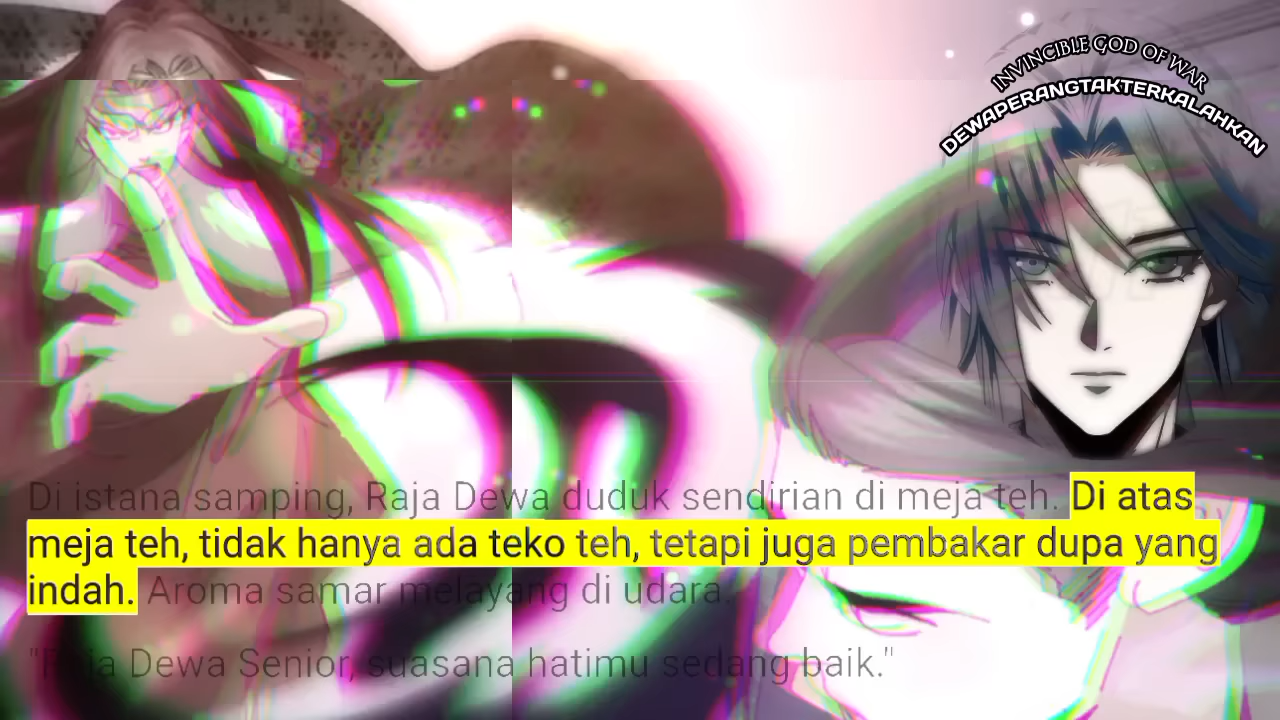 INVINCIBLE GOD OF WAR
DEWAPERANGTAKTERKALAHKAN
Di istana samping, Raja Dewa duduk sendirian di meja teh. Di atas
meja teh, tidak hanya ada teko teh, tetapi juga pembakar dupa yang
indah. Aroma samar melayang di udara.
"Raja Dewa Senior, suasana hatimu sedang baik."